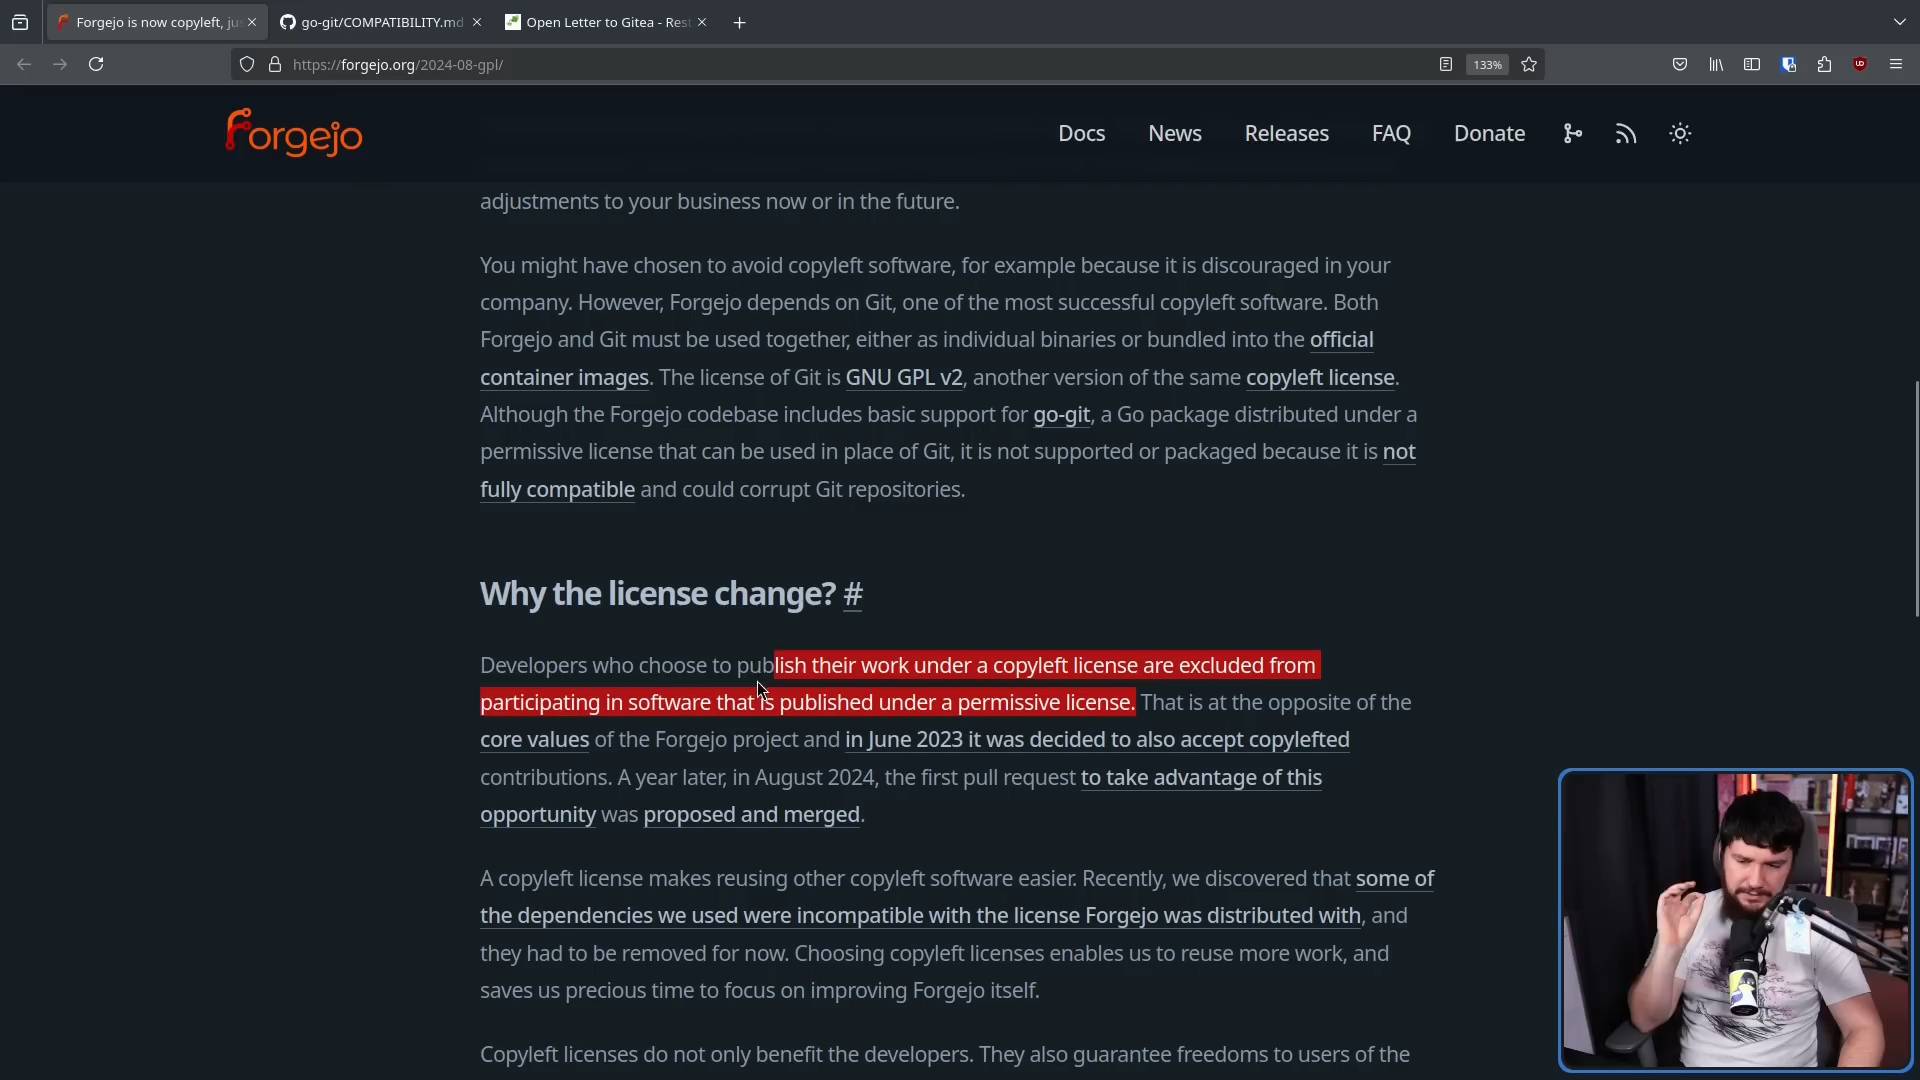 Forgejo is now copyleft, ju
go-git/COMPATIBILITY.md
Open Letter to Gitea - Rest
https://forgejo.org/2024-08-gpl/
133%
Forgejo
Docs
News
Releases
FAQ
Donate
adjustments to your business now or in the future.
You might have chosen to avoid copyleft software, for example because it is discouraged in your
company. However, Forgejo depends on Git, one of the most successful copyleft software. Both
Forgejo and Git must be used together, either as individual binaries or bundled into the official
container images. The license of Git is GNU GPL v2, another version of the same copyleft license.
Although the Forgejo codebase includes basic support for go-git, a Go package distributed under a
permissive license that can be used in place of Git, it is not supported or packaged because it is not
fully compatible and could corrupt Git repositories.
Why the license change? #
Developers who choose to publish their work under a copyleft license are excluded from
participating in software that is published under a permissive license. That is at the opposite of the
core values of the Forgejo project and in June 2023 it was decided to also accept copylefted
contributions. A year later, in August 2024, the first pull request to take advantage of this
opportunity was proposed and merged.
A copyleft license makes reusing other copyleft software easier. Recently, we discovered that some of
the dependencies we used were incompatible with the license Forgejo was distributed with, and
they had to be removed for now. Choosing copyleft licenses enables us to reuse more work, and
saves us precious time to focus on improving Forgejo itself.
Copyleft licenses do not only benefit the developers. They also guarantee freedoms to users of the